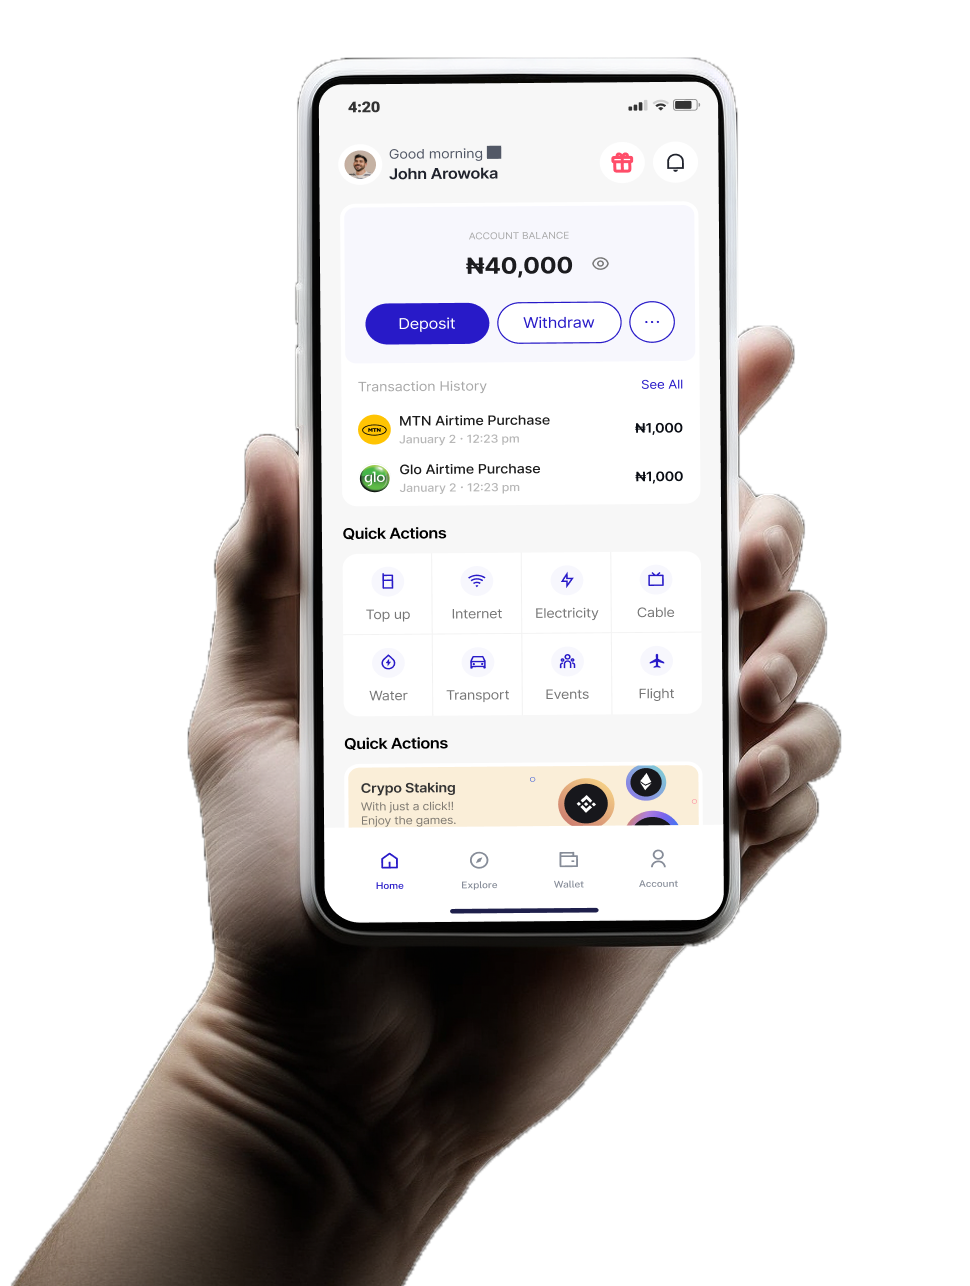 4:20
Good morning
John Arowoka
ACCOUNT BALANCE
₦40,000
Deposit
Withdraw
Transaction History
See All
MTN
MTN Airtime Purchase
January 2 · 12:23 pm
₦1,000
glo
Glo Airtime Purchase
January 2 · 12:23 pm
₦1,000
Quick Actions
Top up
Internet
Electricity
Cable
Water
Transport
Events
Flight
Quick Actions
Crypo Staking
With just a click!!
Enjoy the games.
Home
Explore
Wallet
Account